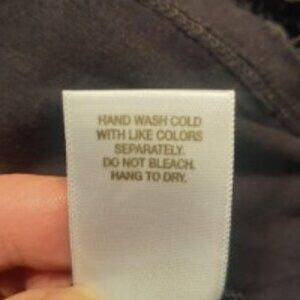 HAND WASH COLD
WITH LIKE COLORS
SEPARATELY.
DO NOT BLEACH.
HANG TO DRY.